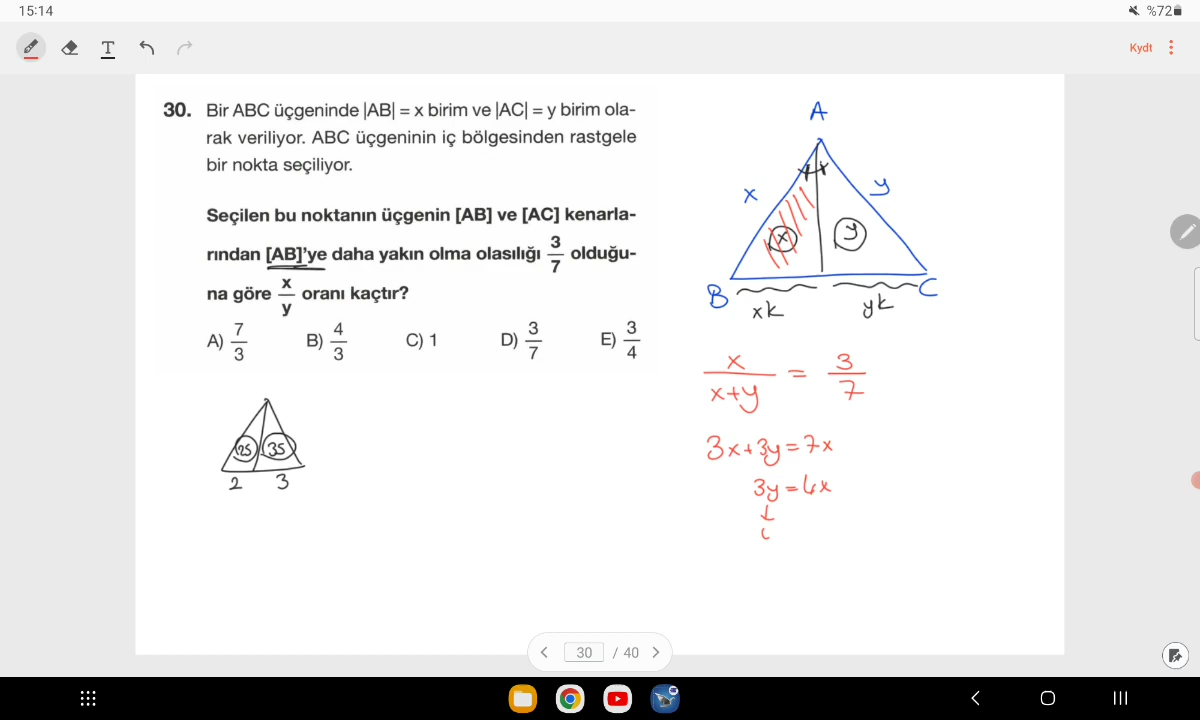 15:14
%72
T
Kydt
30. Bir ABC üçgeninde |AB| = x birim ve |AC| = y birim ola-
rak veriliyor. ABC üçgeninin iç bölgesinden rastgele
bir nokta seçiliyor.
Seçilen bu noktanın üçgenin [AB] ve [AC] kenarla-
rından [AB]'ye daha yakın olma olasılığı 3/7 olduğu-
na göre x/y oranı kaçtır?
A) 7/3 B) 4/3 C) 1 D) 3/7 E) 3/4
2S 3S
2 3
A
x y
x x
x y
B C
xk yk
x/x+y = 3/7
3x+3y=7x
3y=4x
30 / 40